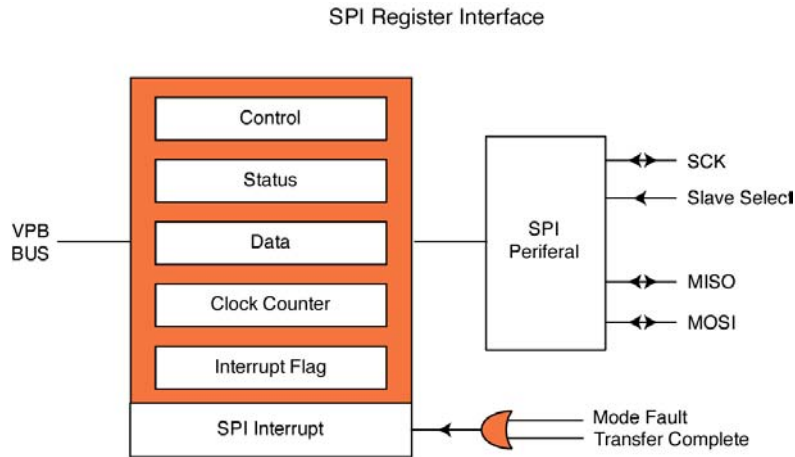 SPI Register Interface
Control
Status
Data
Clock Counter
Interrupt Flag
SPI Interrupt
VPB
BUS
SPI
Periferal
SCK
Slave Select
MISO
MOSI
Mode Fault
Transfer Complete